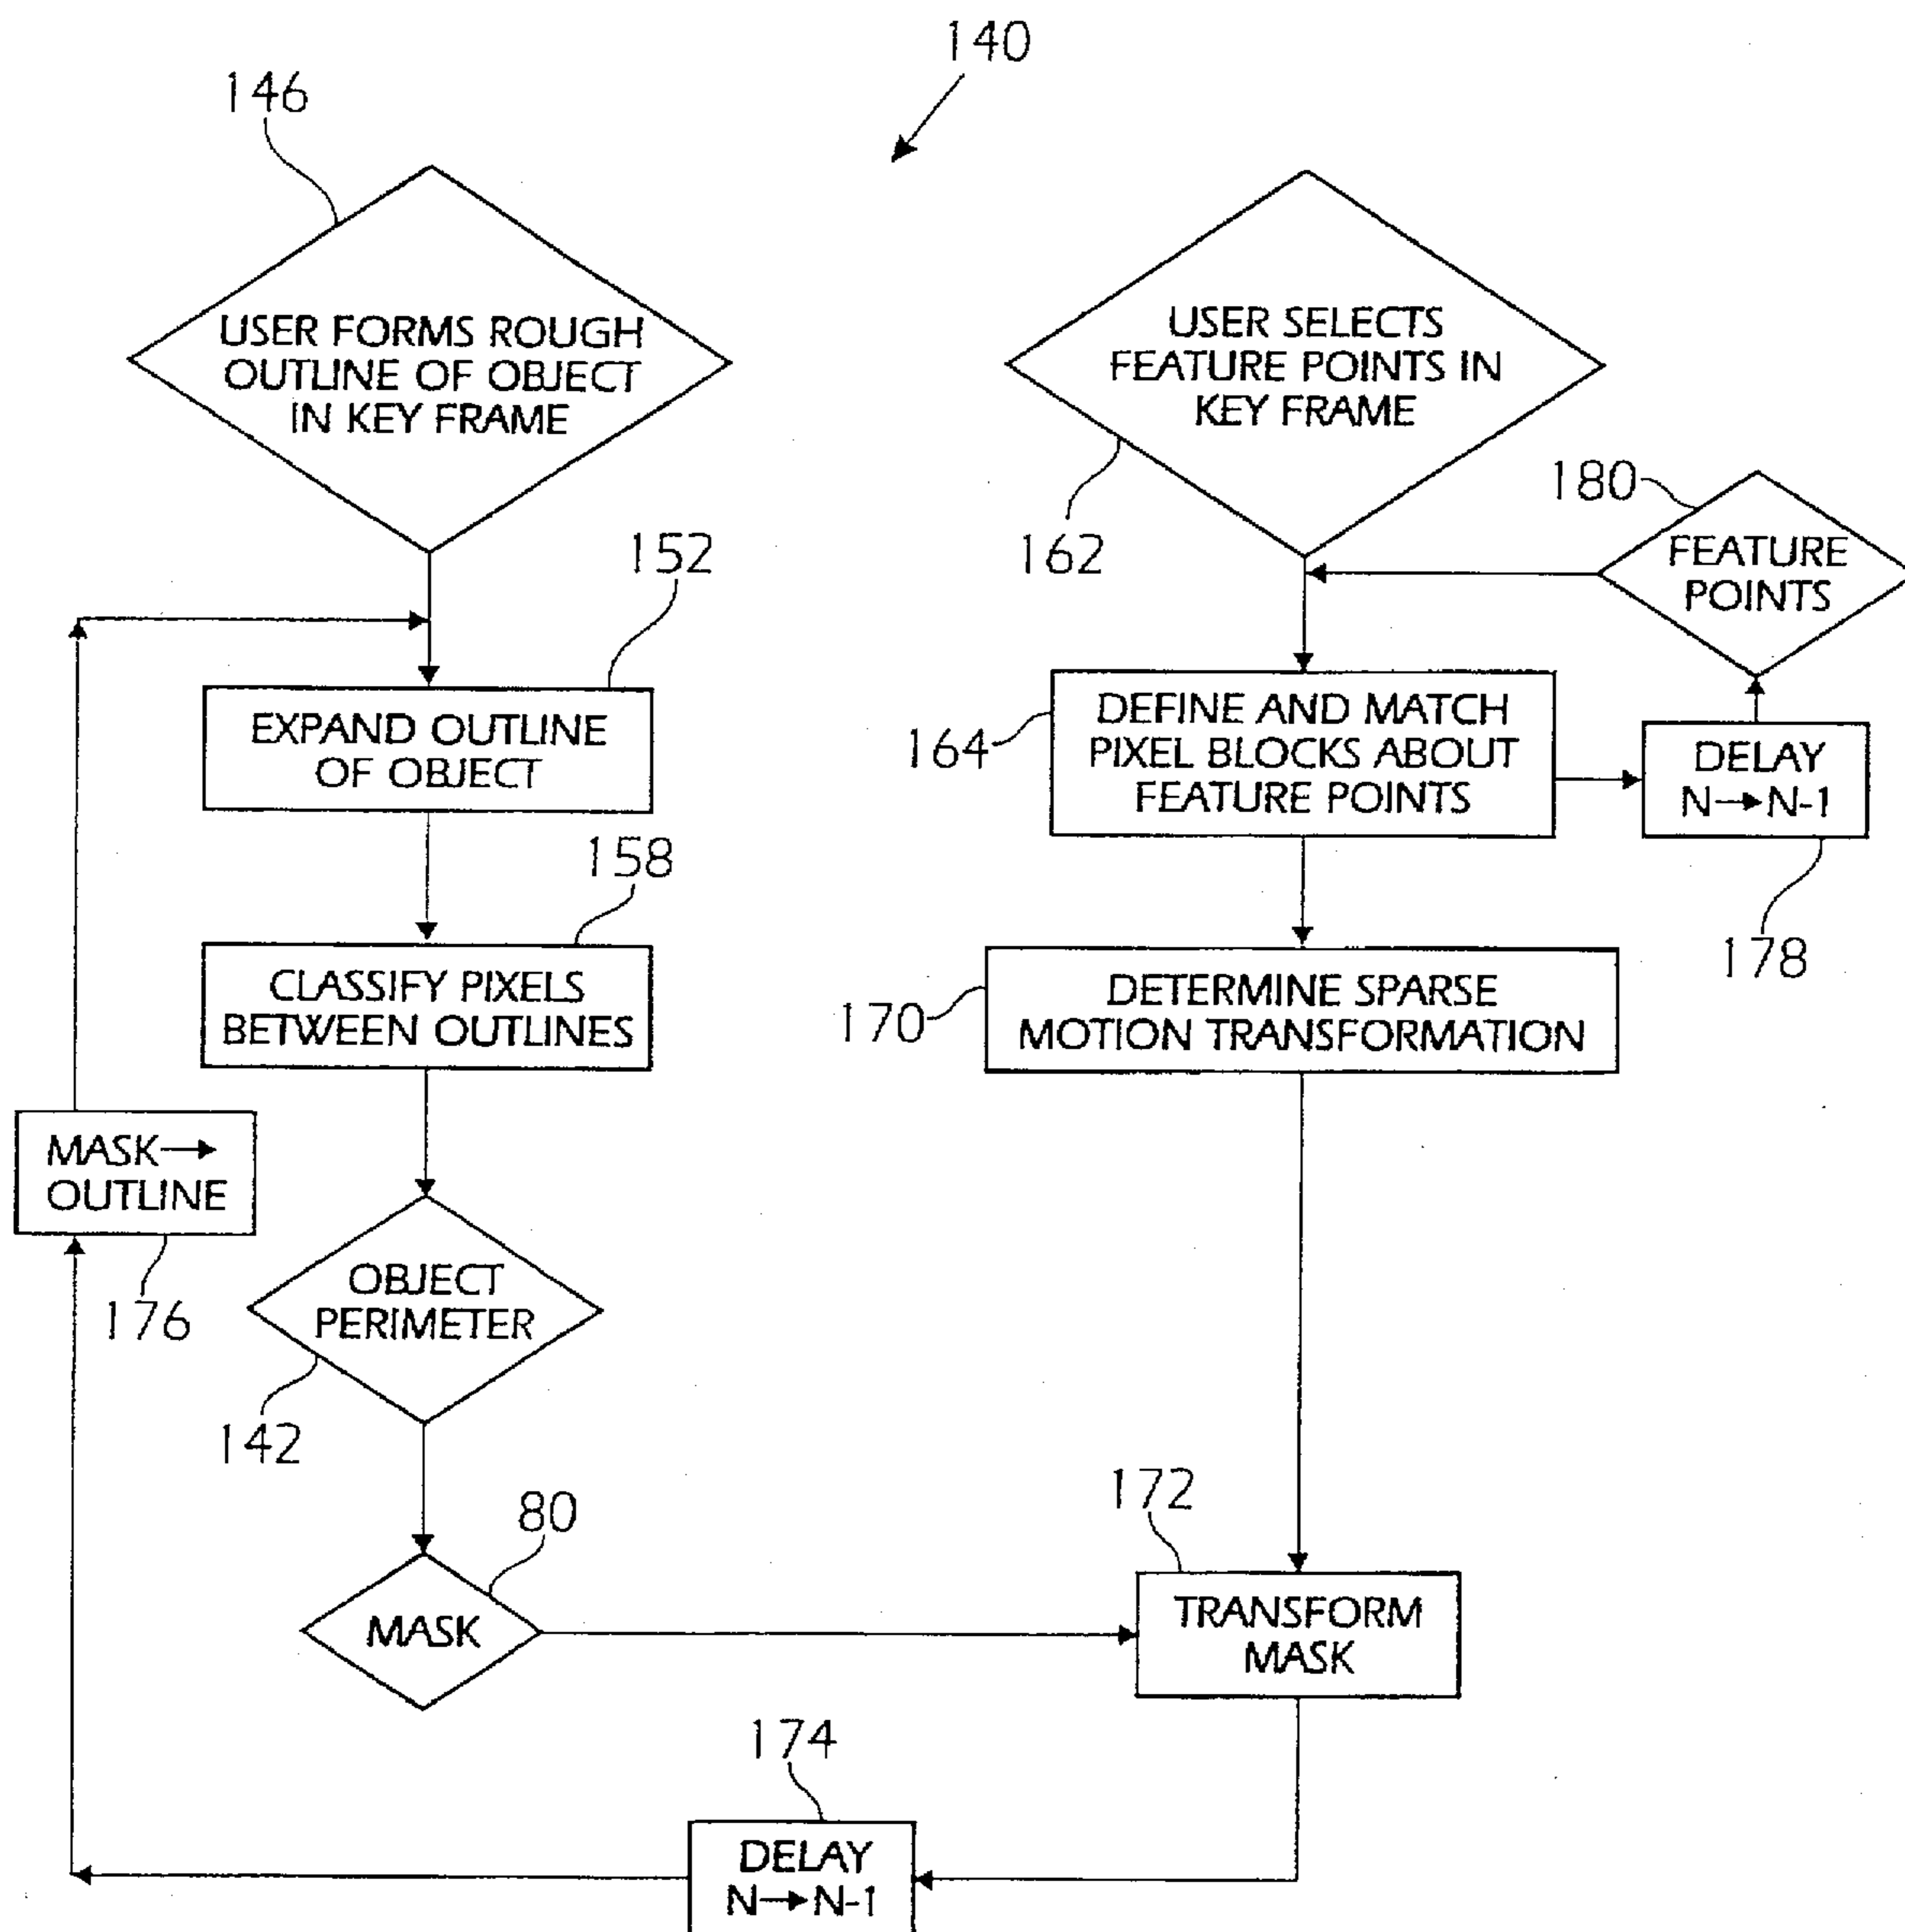 140
146
USER FORMS ROUGH
OUTLINE OF OBJECT
IN KEY FRAME
USER SELECTS
FEATURE POINTS IN
KEY FRAME
162
180
FEATURE
POINTS
152
EXPAND OUTLINE
OF OBJECT
164
DEFINE AND MATCH
PIXEL BLOCKS ABOUT
FEATURE POINTS
DELAY
N→N-1
178
158
CLASSIFY PIXELS
BETWEEN OUTLINES
170
DETERMINE SPARSE
MOTION TRANSFORMATION
MASK→
OUTLINE
176
OBJECT
PERIMETER
142
80
MASK
172
TRANSFORM
MASK
174
DELAY
N→N-1